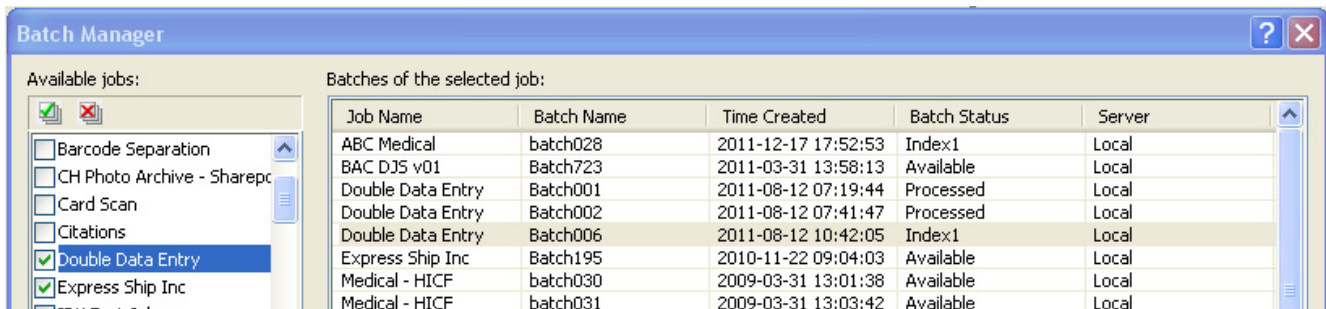 Batch Manager
Available jobs:
Batches of the selected job:
Barcode Separation
CH Photo Archive - Sharepo
Card Scan
Citations
Double Data Entry
Express Ship Inc
Job Name Batch Name Time Created Batch Status Server
ABC Medical batch028 2011-12-17 17:52:53 Index1 Local
BAC DJS v01 Batch723 2011-03-31 13:58:13 Available Local
Double Data Entry Batch001 2011-08-12 07:19:44 Processed Local
Double Data Entry Batch002 2011-08-12 07:41:47 Processed Local
Double Data Entry Batch006 2011-08-12 10:42:05 Index1 Local
Express Ship Inc Batch195 2010-11-22 09:04:03 Available Local
Medical - HICF batch030 2009-03-31 13:01:38 Available Local
Medical - HICF batch031 2009-03-31 13:03:42 Available Local